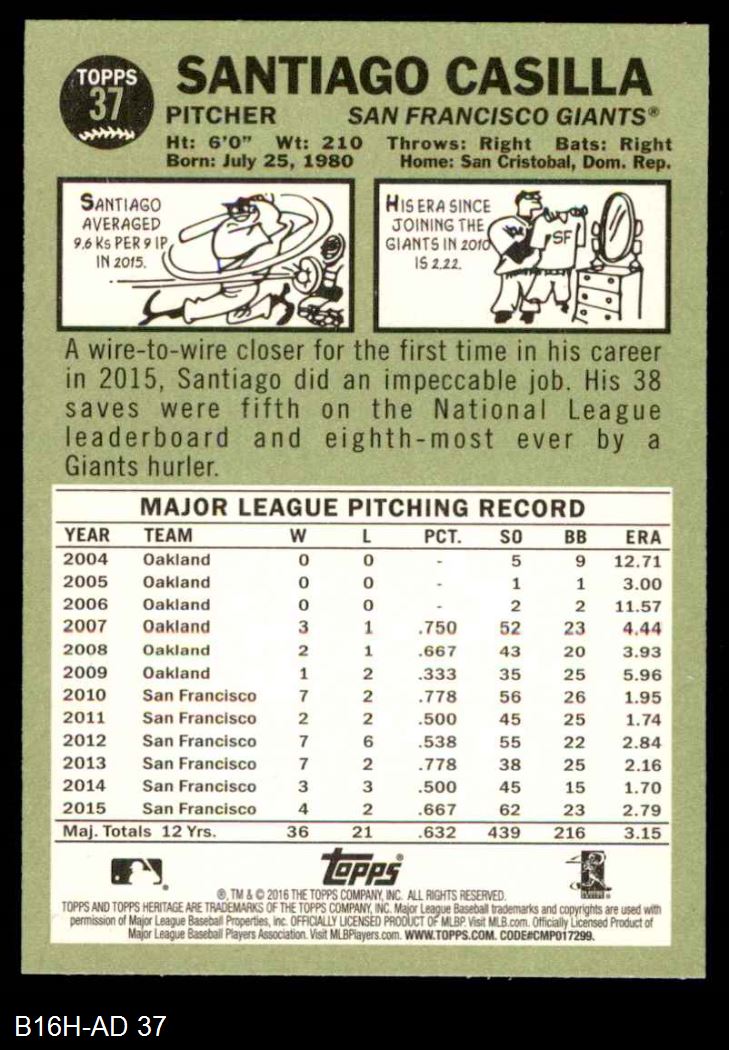 TOPPS
37
SANTIAGO CASILLA
PITCHER SAN FRANCISCO GIANTS®
Ht: 6'0" Wt: 210 Throws: Right Bats: Right
Born: July 25, 1980 Home: San Cristobal, Dom. Rep.
SANTIAGO
AVERAGED
9.6 KS PER 9 IP
IN 2015.
HIS ERA SINCE
JOINING THE
GIANTS IN 2010
IS 2.22.
SF
A wire-to-wire closer for the first time in his career
in 2015, Santiago did an impeccable job. His 38
saves were fifth on the National League
leaderboard and eighth-most ever by a
Giants hurler.
MAJOR LEAGUE PITCHING RECORD
YEAR TEAM W L PCT. SO BB ERA
2004 Oakland 0 0 - 5 9 12.71
2005 Oakland 0 0 - 1 1 3.00
2006 Oakland 0 0 - 2 2 11.57
2007 Oakland 3 1 .750 52 23 4.44
2008 Oakland 2 1 .667 43 20 3.93
2009 Oakland 1 2 .333 35 25 5.96
2010 San Francisco 7 2 .778 56 26 1.95
2011 San Francisco 2 2 .500 45 25 1.74
2012 San Francisco 7 6 .538 55 22 2.84
2013 San Francisco 7 2 .778 38 25 2.16
2014 San Francisco 3 3 .500 45 15 1.70
2015 San Francisco 4 2 .667 62 23 2.79
Maj. Totals 12 Yrs. 36 21 .632 439 216 3.15
topps®
®, TM & © 2016 THE TOPPS COMPANY, INC. ALL RIGHTS RESERVED.
TOPPS AND TOPPS HERITAGE ARE TRADEMARKS OF THE TOPPS COMPANY, INC. Major League Baseball trademarks and copyrights are used with
permission of Major League Baseball Properties, Inc. OFFICIALLY LICENSED PRODUCT OF MLBP. Visit MLB.com. Officially Licensed Product of
Major League Baseball Players Association. Visit MLBPlayers.com. WWW.TOPPS.COM. CODE#CMP017299.
B16H-AD 37